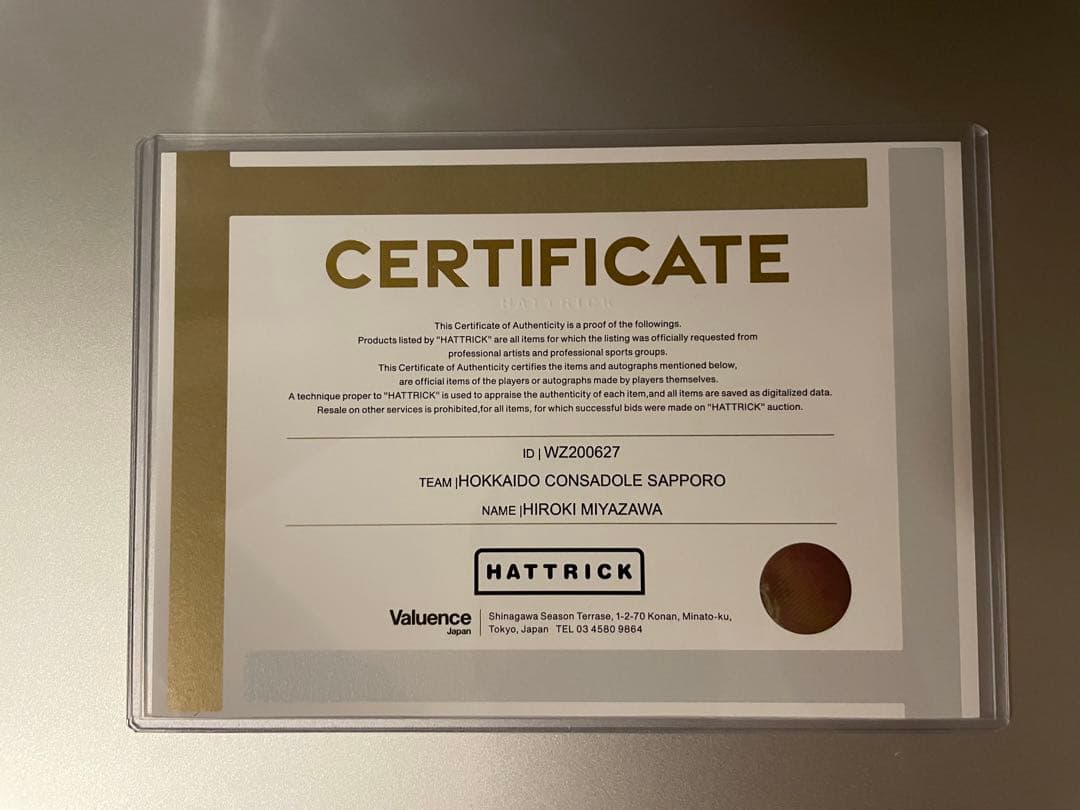 CERTIFICATE
HATTRICK
This Certificate of Authenticity is a proof of the followings.
Products listed by "HATTRICK" are all items for which the listing was officially requested from
professional artists and professional sports groups.
This Certificate of Authenticity certifies the items and autographs mentioned below,
are official items of the players or autographs made by players themselves.
A technique proper to "HATTRICK" is used to appraise the authenticity of each item,and all items are saved as digitalized data.
Resale on other services is prohibited,for all items, for which successful bids were made on "HATTRICK" auction.
ID | WZ200627
TEAM |HOKKAIDO CONSADOLE SAPPORO
NAME |HIROKI MIYAZAWA
HATTRICK
Valuence
Japan
Shinagawa Season Terrase, 1-2-70 Konan, Minato-ku,
Tokyo, Japan TEL 03 4580 9864